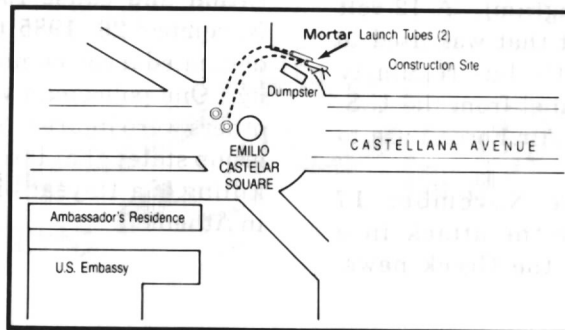 Mortar Launch Tubes (2)
Construction Site
Dumpster
EMILIO
CASTELAR
SQUARE
CASTELLANA AVENUE
Ambassador's Residence
U.S. Embassy